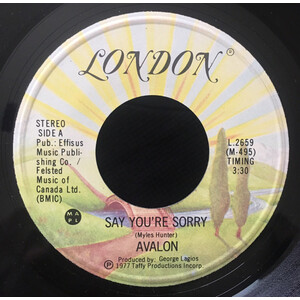 LONDON®
STEREO
SIDE A
Pub.: Effisus
Music Publi-
shing Co. /
Felsted
Music of
Canada Ltd.
(BMIC)
L.2659
(M-495)
TIMING
3:30
M A
P L
SAY YOU'RE SORRY
(Myles Hunter)
AVALON
Produced by: George Lagios
℗ 1977 Taffy Productions Incorp.